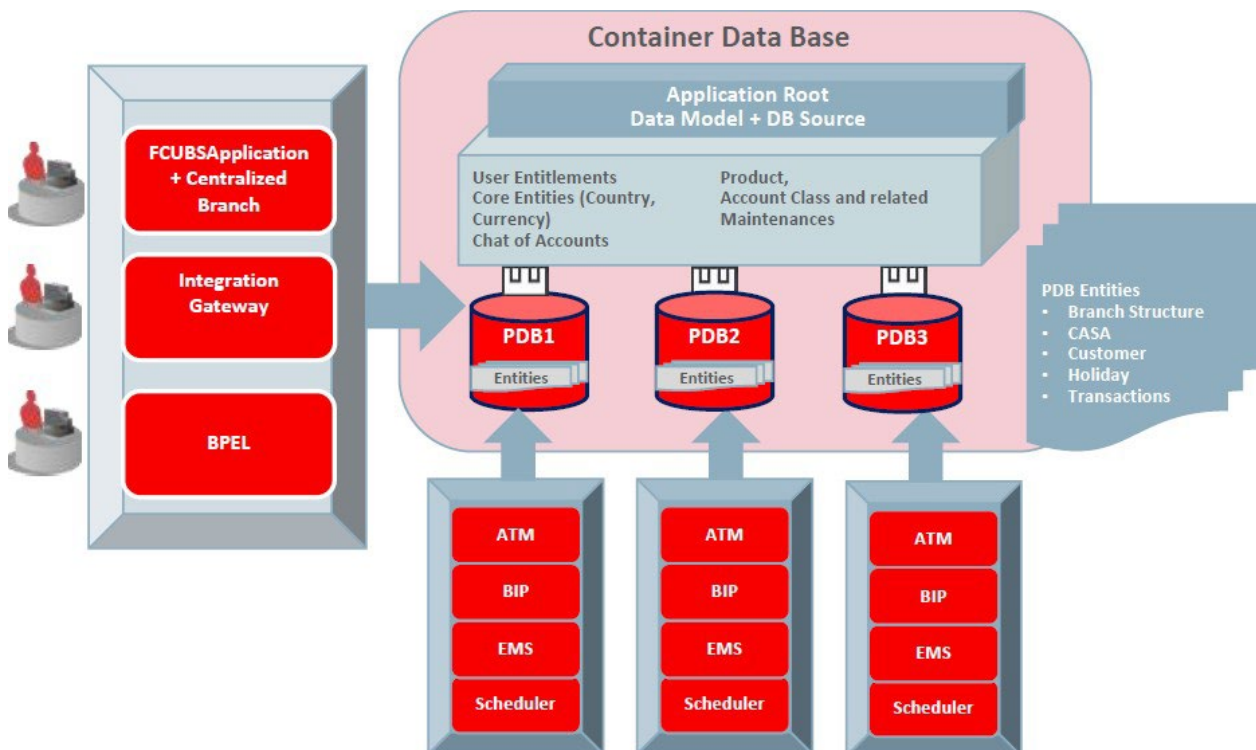 Container Data Base
Application Root
Data Model + DB Source
FCUBSApplication
+ Centralized
Branch
Integration
Gateway
BPEL
User Entitlements
Core Entities (Country,
Currency)
Chat of Accounts
Product,
Account Class and related
Maintenances
PDB1
Entities
PDB2
Entities
PDB3
Entities
PDB Entities
• Branch Structure
• CASA
• Customer
• Holiday
• Transactions
ATM
BIP
EMS
Scheduler
ATM
BIP
EMS
Scheduler
ATM
BIP
EMS
Scheduler